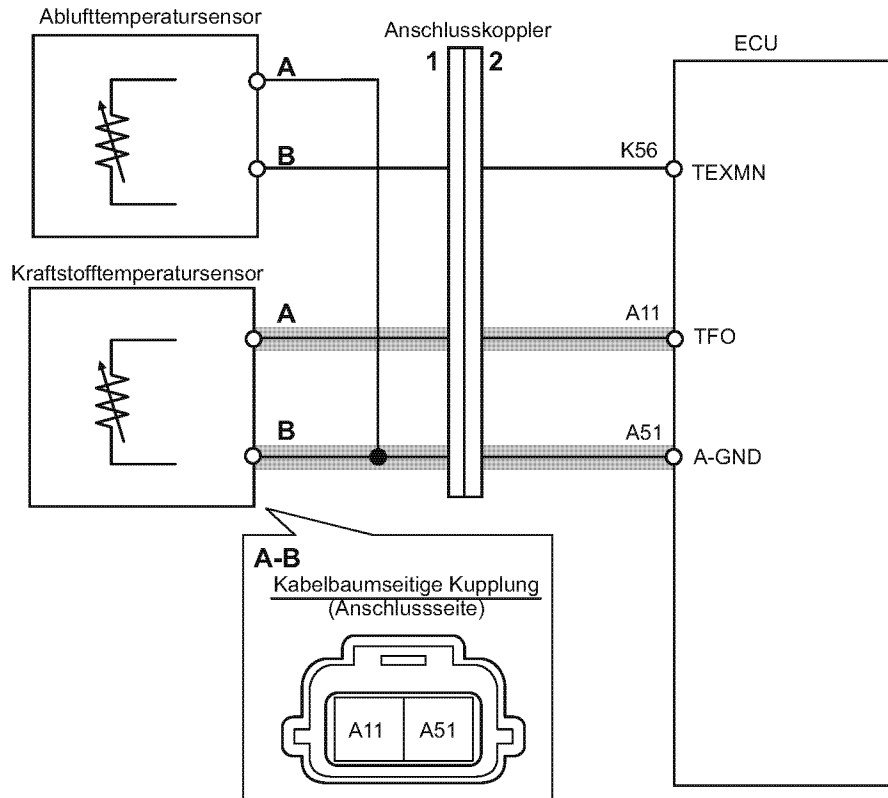 Ablufttemperatursensor
Anschlusskoppler
1 2
ECU
A
B
K56
TEXMN
Kraftstofftemperatursensor
A
A11
TFO
B
A51
A-GND
A-B
Kabelbaumseitige Kupplung
(Anschlussseite)
A11 A51